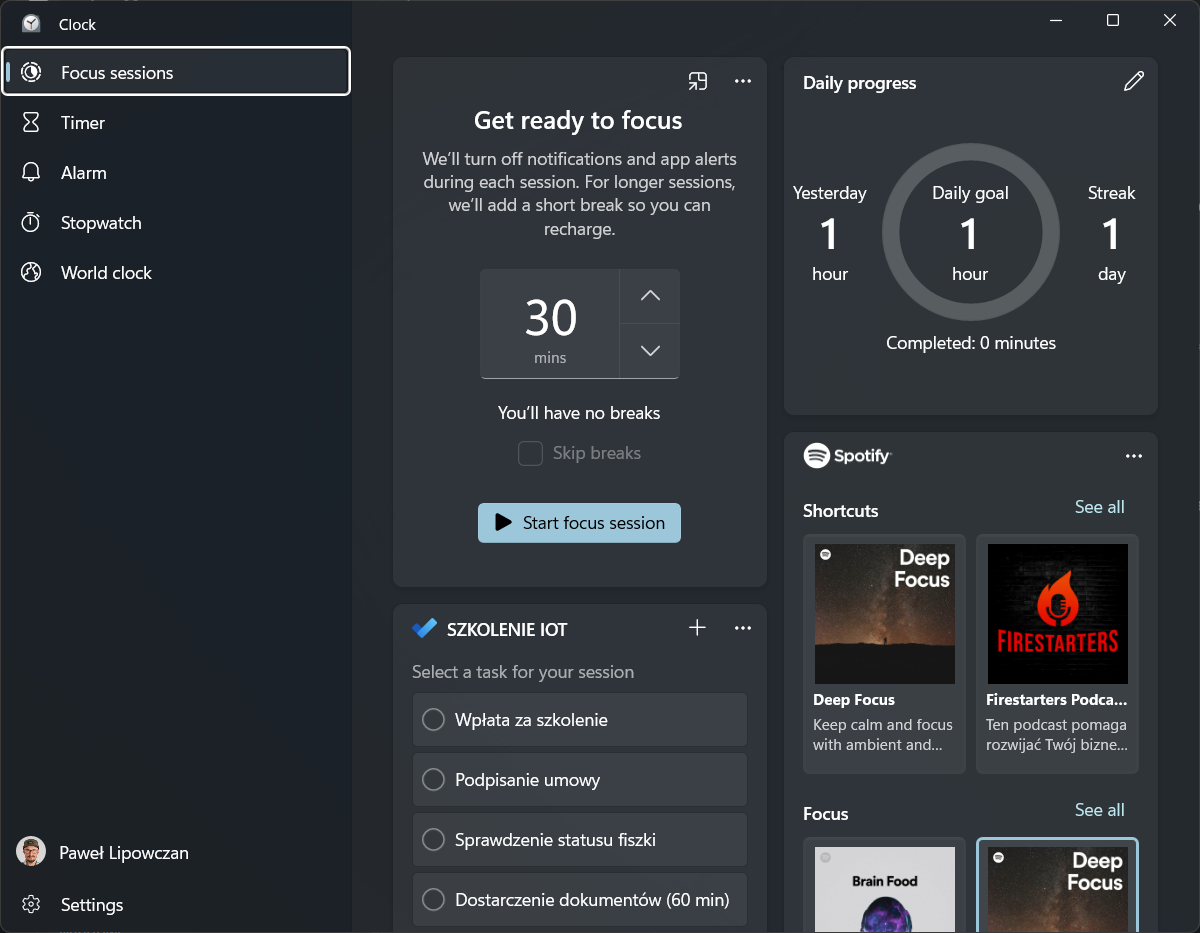 Clock
Focus sessions
Timer
Alarm
Stopwatch
World clock
Paweł Lipowczan
Settings
Get ready to focus
We'll turn off notifications and app alerts
during each session. For longer sessions,
we'll add a short break so you can
recharge.
30
mins
You'll have no breaks
Skip breaks
Start focus session
SZKOLENIE IOT
Select a task for your session
Wpłata za szkolenie
Podpisanie umowy
Sprawdzenie statusu fiszki
Dostarczenie dokumentów (60 min)
Daily progress
Yesterday
1
hour
Daily goal
1
hour
Streak
1
day
Completed: 0 minutes
Spotify
Shortcuts
See all
Deep
Focus
Deep Focus
Keep calm and focus
with ambient and...
FIRESTARTERS
Firestarters Podca...
Ten podcast pomaga
rozwijać Twój bizne...
Focus
See all
Brain Food
Deep
Focus